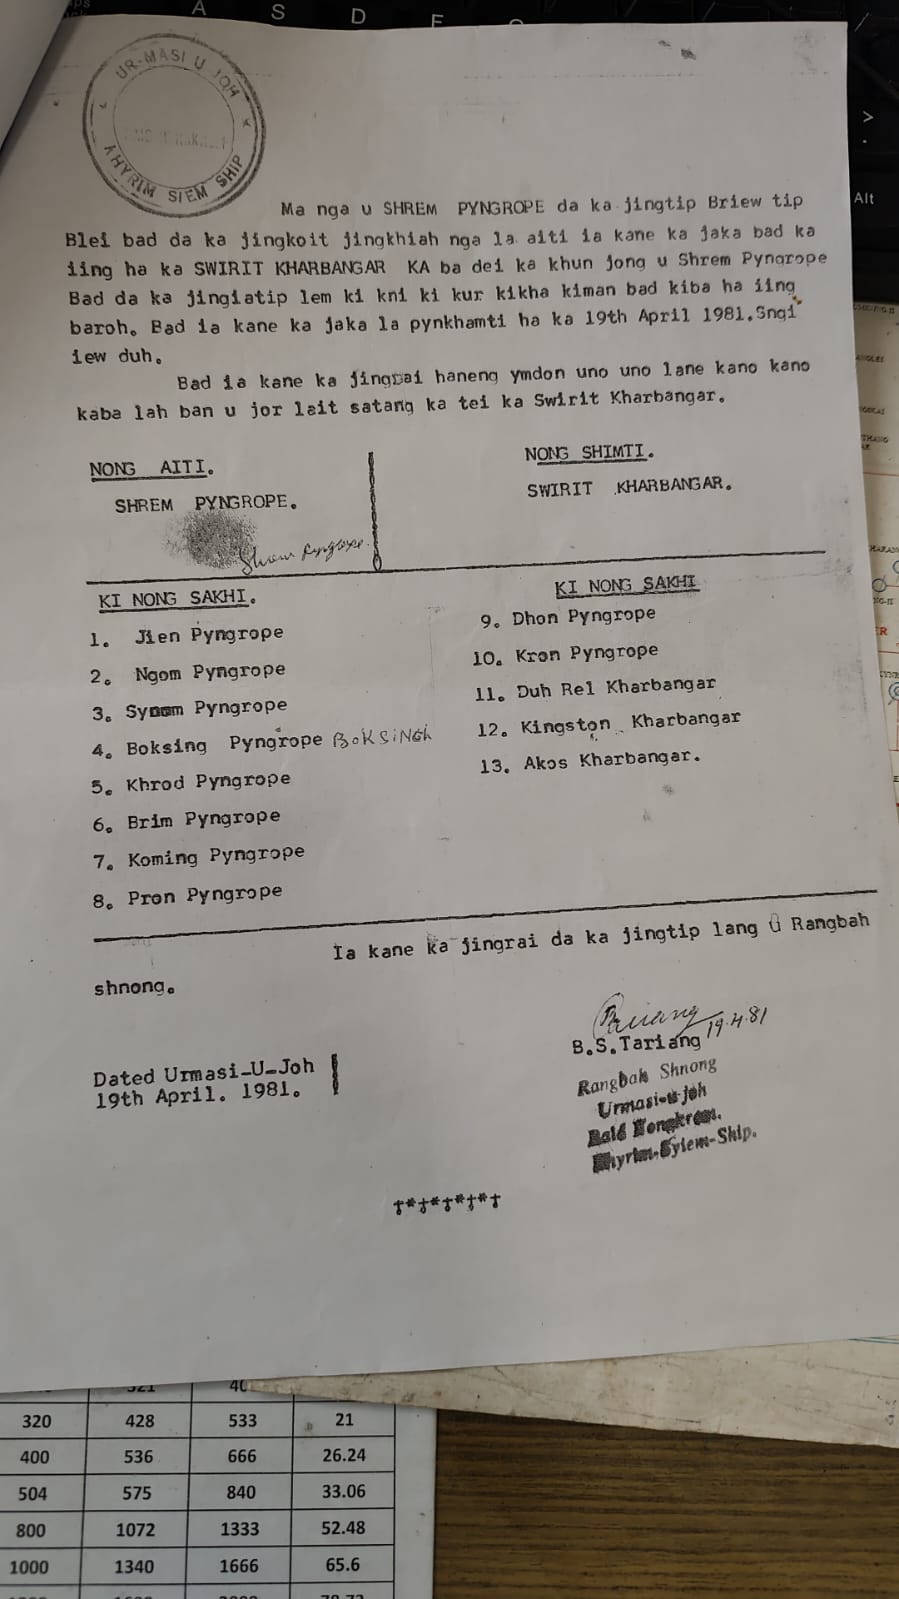 A S D
Alt
UR-MASI U JOH
KHYRIM SIEM SHIP
Ma nga u SHREM PYNGROPE da ka jingtip Briew tip
Blei bad da ka jingkoit jingkhiah nga la aiti ia kane ka jaka bad ka
iing ha ka SWIRIT KHARBANGAR KA ba dei ka khun jong u Shrem Pyngrope
Bad da ka jingiatip lem ki kni ki kur kikha kiman bad kiba ha iing
baroh. Bad ia kane ka jaka la pynkhamti ha ka 19th April 1981.Sngi
iew duh.
Bad ia kane ka jingrai haneng ymdon uno uno lane kano kano
kaba lah ban u jor lait satang ka tei ka Swirit Kharbangar.
NONG AITI.
SHREM PYNGROPE.
Shrem Pyngrope
NONG SHIMTI.
SWIRIT KHARBANGAR.
KI NONG SAKHI.
1. Jien Pyngrope
2. Ngom Pyngrope
3. Pyngrope
4. Boksing Pyngrope BOKSINGH
5. Khrod Pyngrope
6. Brim Pyngrope
7. Koming Pyngrope
8. Pron Pyngrope
KI NONG SAKHI
9. Dhon Pyngrope
10. Kron Pyngrope
11. Duh Rel Kharbangar
12. Kingston Kharbangar
13. Akos Kharbangar.
Ia kane ka jingrai da ka jingtip lang U Rangbah
shnong.
19.4.81
B.S.Tariang
Rangbah Shnong
Urmasi-u-joh
Nongkrem.
Khyrim-Syiem-Ship.
Dated Urmasi-U-Joh
19th April. 1981.
†*†*†*†*†
320 428 533 21
400 536 666 26.24
504 575 840 33.06
800 1072 1333 52.48
1000 1340 1666 65.6